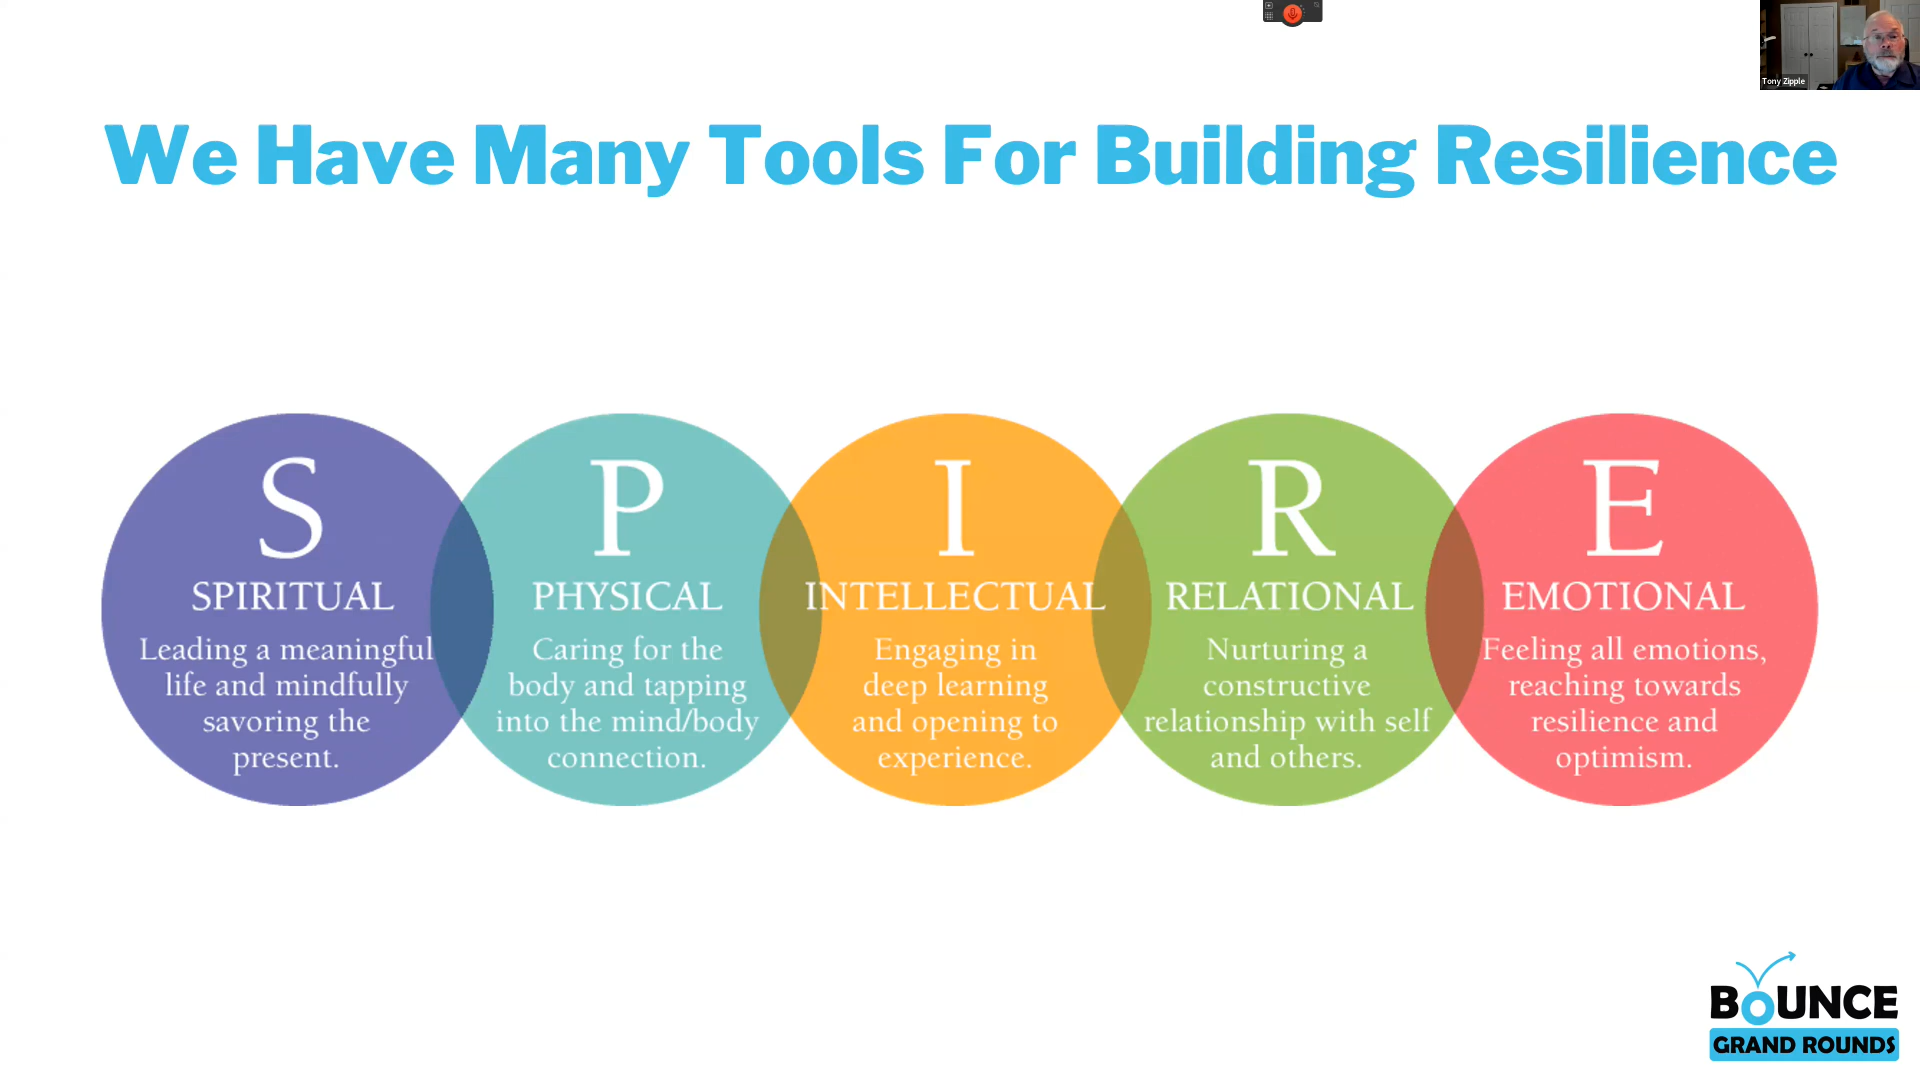 Tony Zipple
We Have Many Tools For Building Resilience
S
SPIRITUAL
Leading a meaningful
life and mindfully
savoring the
present.
P
PHYSICAL
Caring for the
body and tapping
into the mind/body
connection.
I
INTELLECTUAL
Engaging in
deep learning
and opening to
experience.
R
RELATIONAL
Nurturing a
constructive
relationship with self
and others.
E
EMOTIONAL
Feeling all emotions,
reaching towards
resilience and
optimism.
BOUNCE
GRAND ROUNDS